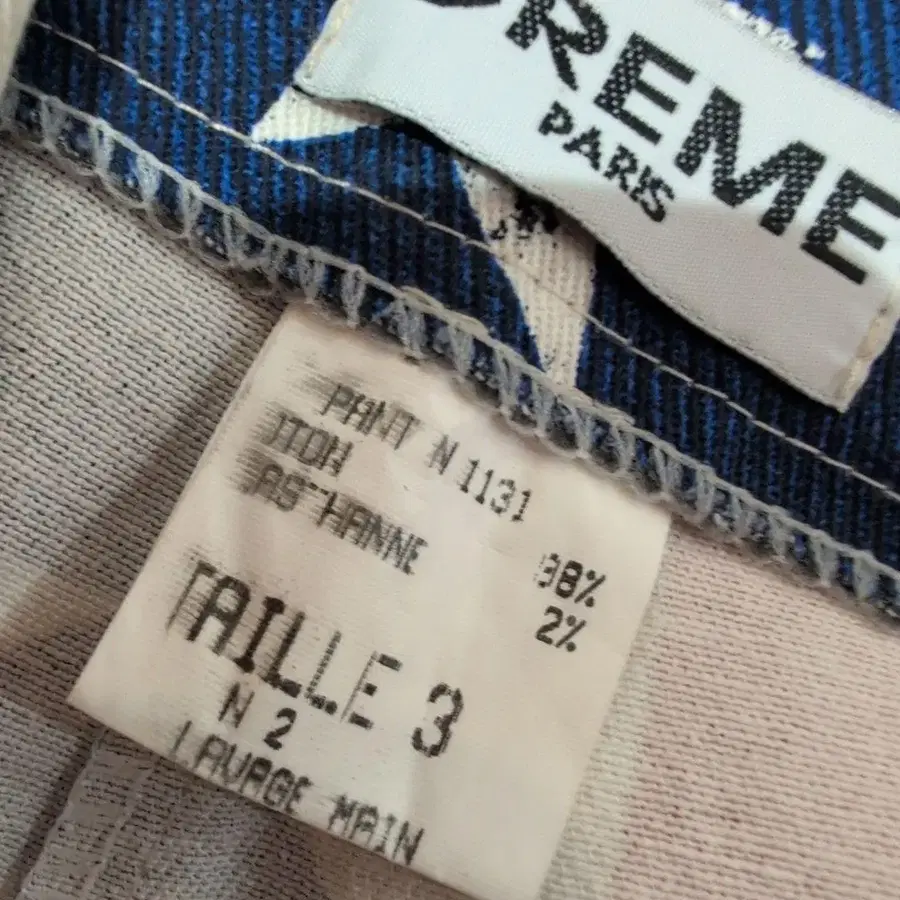 REME
PARIS
PANT N 1131
98%
2%
TAILLE 3
N 2
LAVAGE MAIN